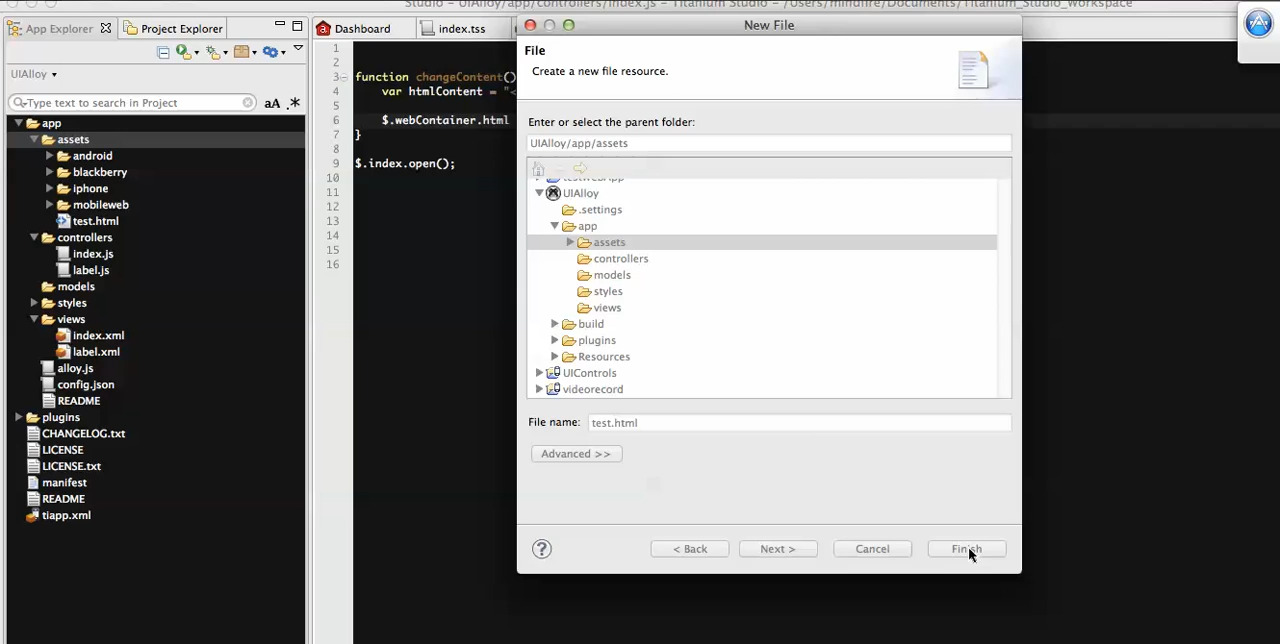 Studio - UIAlloy/app/controllers/index.js - Titanium Studio - /Users/mindfire/Documents/Titanium_Studio_Workspace
App Explorer
Project Explorer
UIAlloy
Type text to search in Project
aA .*
app
assets
android
blackberry
iphone
mobileweb
test.html
controllers
index.js
label.js
models
styles
views
index.xml
label.xml
alloy.js
config.json
README
plugins
CHANGELOG.txt
LICENSE
LICENSE.txt
manifest
README
tiapp.xml
Dashboard
index.tss
1
2
3 function changeContent()
4 var htmlContent = "<
5
6 $.webContainer.html
7 }
8
9 $.index.open();
10
11
12
13
14
15
16
New File
File
Create a new file resource.
Enter or select the parent folder:
UIAlloy/app/assets
testWebApp
UIAlloy
.settings
app
assets
controllers
models
styles
views
build
plugins
Resources
UIControls
videorecord
File name: test.html
Advanced >>
?
< Back
Next >
Cancel
Finish